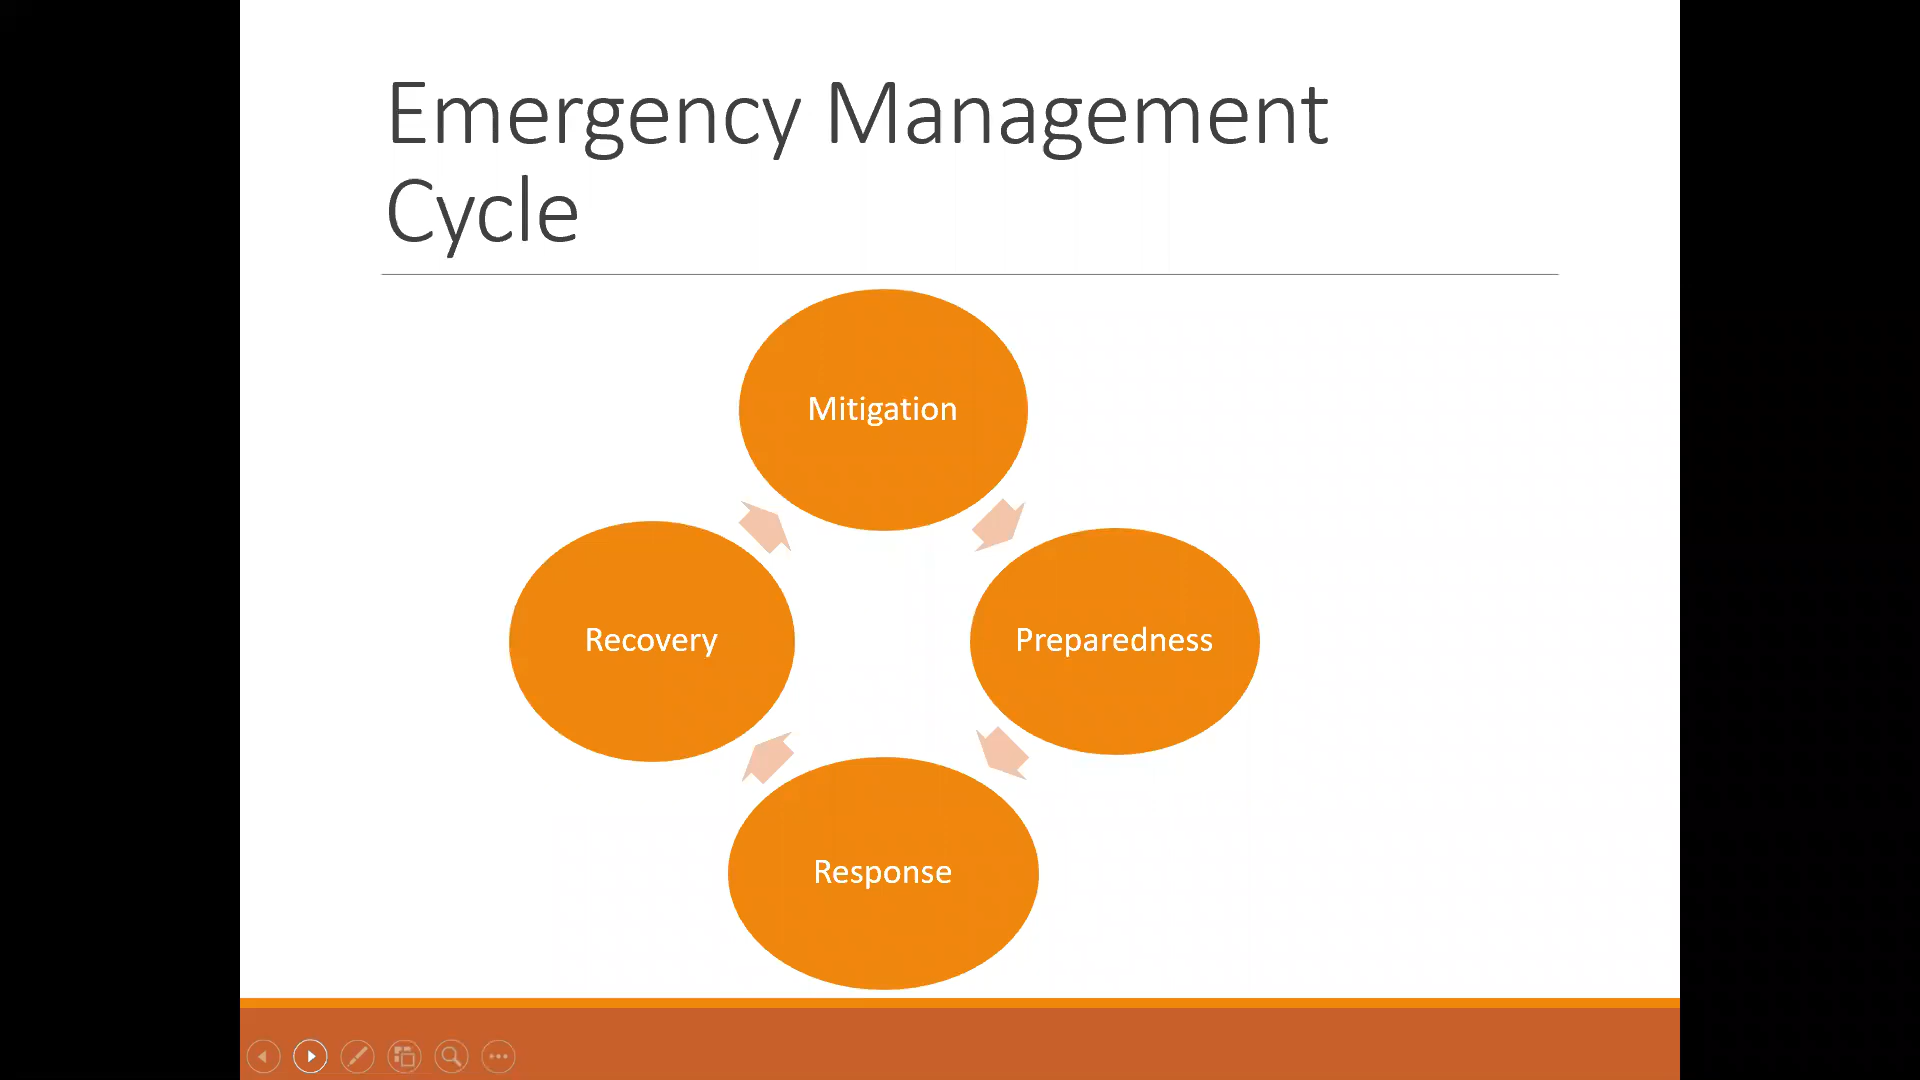 Emergency Management
Cycle
Mitigation
Recovery
Preparedness
Response